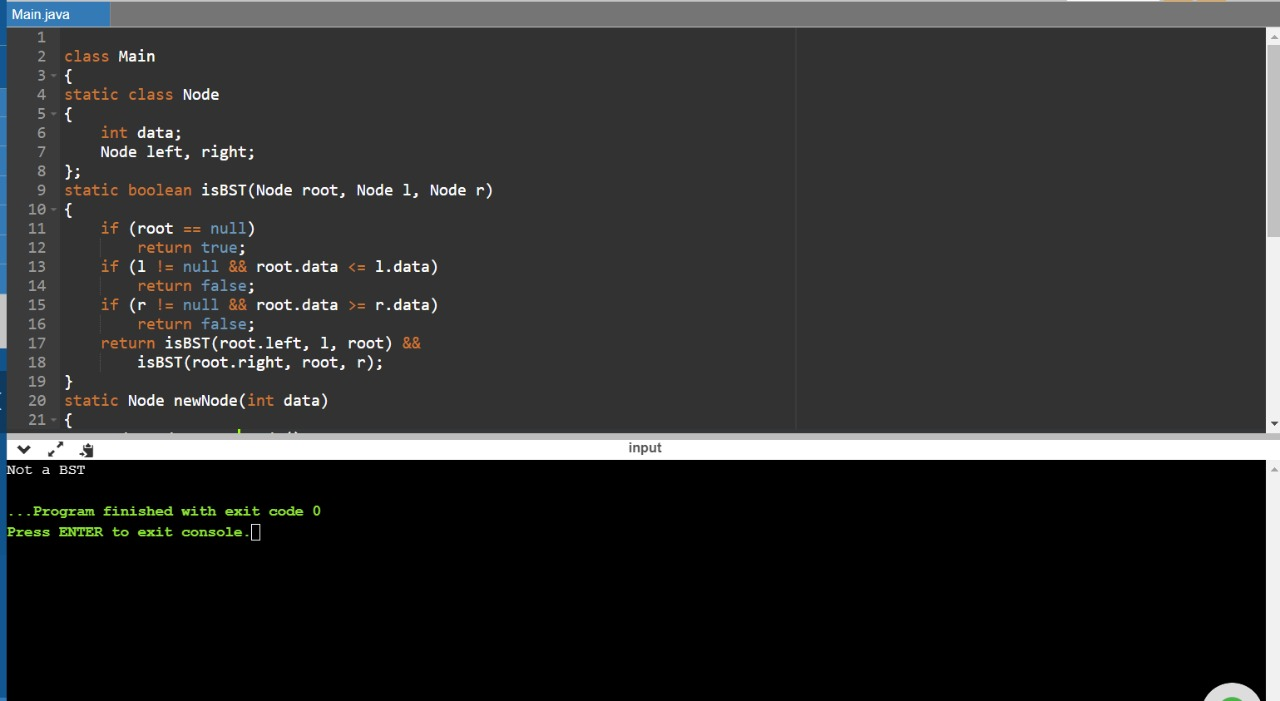 Main.java
1
2 class Main
3 {
4 static class Node
5 {
6 int data;
7 Node left, right;
8 };
9 static boolean isBST(Node root, Node l, Node r)
10 {
11 if (root == null)
12 return true;
13 if (l != null && root.data <= l.data)
14 return false;
15 if (r != null && root.data >= r.data)
16 return false;
17 return isBST(root.left, l, root) &&
18 isBST(root.right, root, r);
19 }
20 static Node newNode(int data)
21 {
input
Not a BST
...Program finished with exit code 0
Press ENTER to exit console.